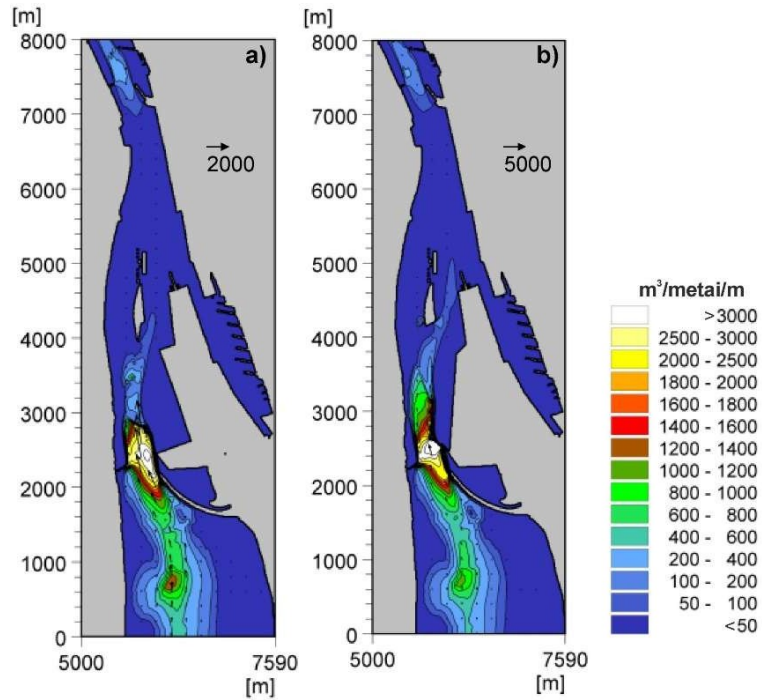 [m]
[m]
8000
a)
8000
b)
7000
7000
2000
5000
6000
6000
5000
5000
m³/metai/m
4000
4000
>3000
2500 - 3000
2000 - 2500
1800 - 2000
3000
3000
1600 - 1800
1400 - 1600
1200 - 1400
2000
2000
1000 - 1200
800 - 1000
600 - 800
1000
1000
400 - 600
200 - 400
100 - 200
50 - 100
0
0
<50
5000
7590
5000
7590
[m]
[m]